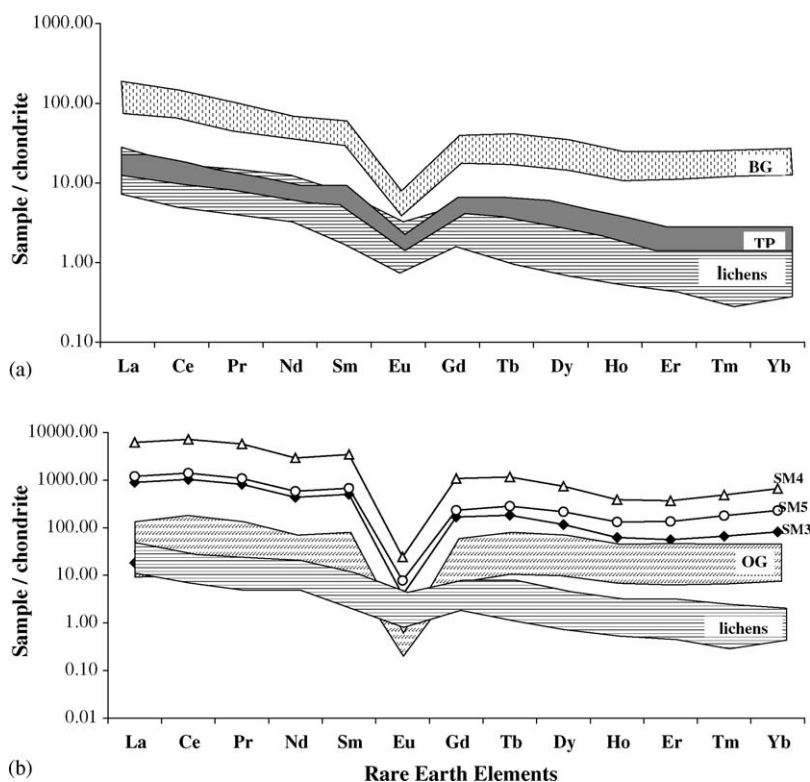 1000.00
100.00
10.00
1.00
0.10
Sample / chondrite
BG
TP
lichens
La Ce Pr Nd Sm Eu Gd Tb Dy Ho Er Tm Yb
(a)
10000.00
1000.00
100.00
10.00
1.00
0.10
0.01
Sample / chondrite
SM4
SM5
SM3
OG
lichens
La Ce Pr Nd Sm Eu Gd Tb Dy Ho Er Tm Yb
(b)
Rare Earth Elements